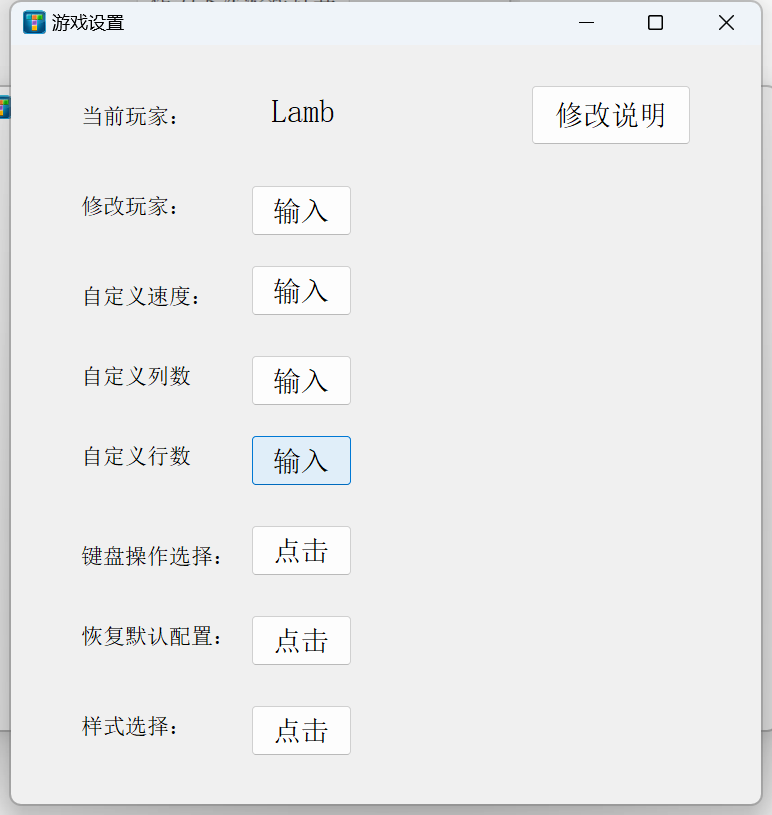 游戏设置
当前玩家： Lamb 修改说明
修改玩家： 输入
自定义速度： 输入
自定义列数 输入
自定义行数 输入
键盘操作选择： 点击
恢复默认配置： 点击
样式选择： 点击